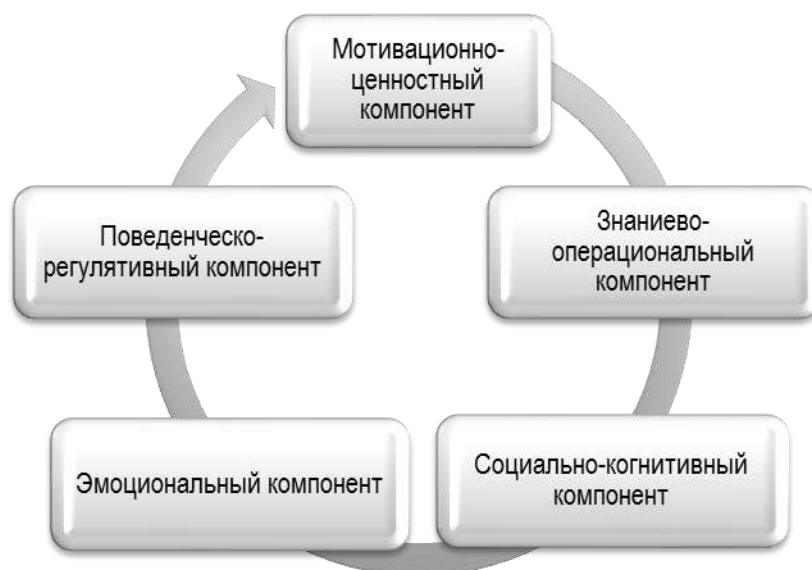 Мотивационно-
ценностный
компонент
Знаниево-
операциональный
компонент
Социально-когнитивный
компонент
Эмоциональный компонент
Поведенческо-
регулятивный компонент